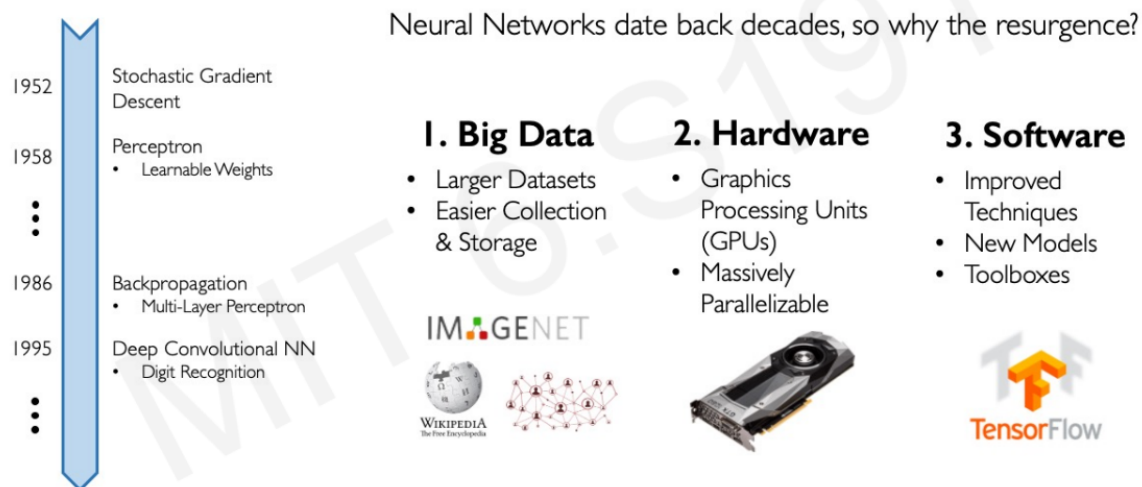 Neural Networks date back decades, so why the resurgence?
1952
Stochastic Gradient
Descent
1958
Perceptron
• Learnable Weights
1986
Backpropagation
• Multi-Layer Perceptron
1995
Deep Convolutional NN
• Digit Recognition
1. Big Data
• Larger Datasets
• Easier Collection
& Storage
IMAGENET
WIKIPEDIA
The Free Encyclopedia
2. Hardware
• Graphics
Processing Units
(GPUs)
• Massively
Parallelizable
3. Software
• Improved
Techniques
• New Models
• Toolboxes
TensorFlow
MIT 6.S191